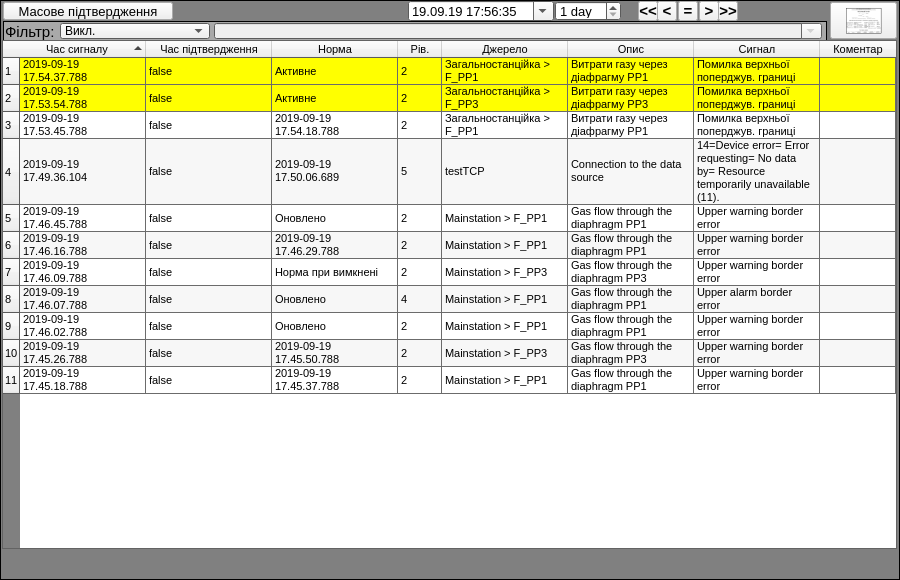 Масове підтвердження 19.09.19 17:56:35 1 day << < = > >>
Фільтр: Викл.
Час сигналу Час підтвердження Норма Рів. Джерело Опис Сигнал Коментар
1 2019-09-19 17.54.37.788 false Активне 2 Загальностанційка > F_PP1 Витрати газу через діафрагму PP1 Помилка верхньої попереджув. границі
2 2019-09-19 17.53.54.788 false Активне 2 Загальностанційка > F_PP3 Витрати газу через діафрагму PP3 Помилка верхньої поперджув. границі
3 2019-09-19 17.53.45.788 false 2019-09-19 17.54.18.788 2 Загальностанційка > F_PP1 Витрати газу через діафрагму PP1 Помилка верхньої поперджув. границі
4 2019-09-19 17.49.36.104 false 2019-09-19 17.50.06.689 5 testTCP Connection to the data source 14=Device error= Error requesting= No data by= Resource temporarily unavailable (11).
5 2019-09-19 17.46.45.788 false Оновлено 2 Mainstation > F_PP1 Gas flow through the diaphragm PP1 Upper warning border error
6 2019-09-19 17.46.16.788 false 2019-09-19 17.46.29.788 2 Mainstation > F_PP1 Gas flow through the diaphragm PP1 Upper warning border error
7 2019-09-19 17.46.09.788 false Норма при вимкнені 2 Mainstation > F_PP3 Gas flow through the diaphragm PP3 Upper warning border error
8 2019-09-19 17.46.07.788 false Оновлено 4 Mainstation > F_PP1 Gas flow through the diaphragm PP1 Upper alarm border error
9 2019-09-19 17.46.02.788 false Оновлено 2 Mainstation > F_PP1 Gas flow through the diaphragm PP1 Upper warning border error
10 2019-09-19 17.45.26.788 false 2019-09-19 17.45.50.788 2 Mainstation > F_PP3 Gas flow through the diaphragm PP3 Upper warning border error
11 2019-09-19 17.45.18.788 false 2019-09-19 17.45.37.788 2 Mainstation > F_PP1 Gas flow through the diaphragm PP1 Upper warning border error